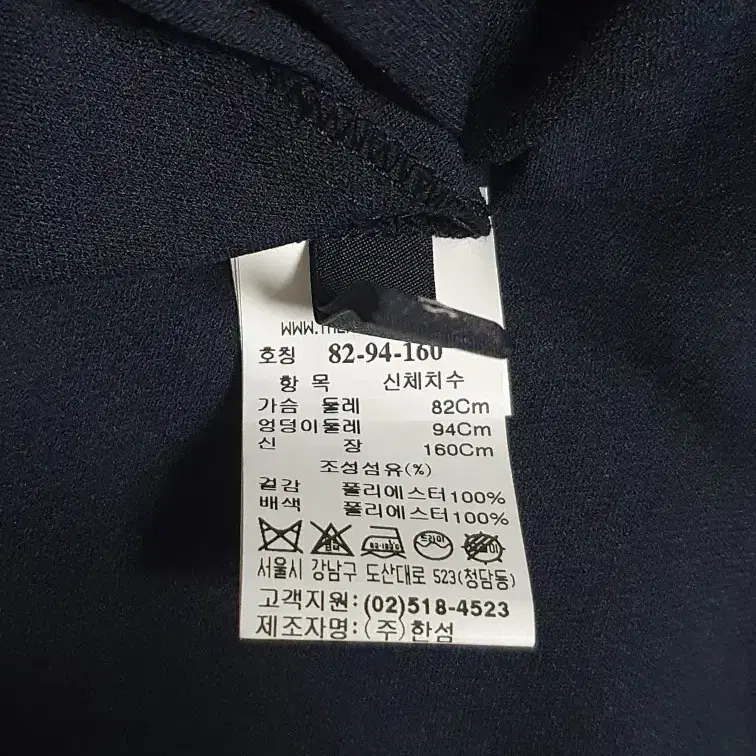 www.
호칭 82-94-160
항 목 신체치수
가슴 둘레 82Cm
엉덩이둘레 94Cm
신 장 160Cm
조성섬유(%)
겉감 폴리에스터100%
배색 폴리에스터100%
드라이
서울시 강남구 도산대로 523(청담동)
고객지원:(02)518-4523
제조자명:(주)한섬